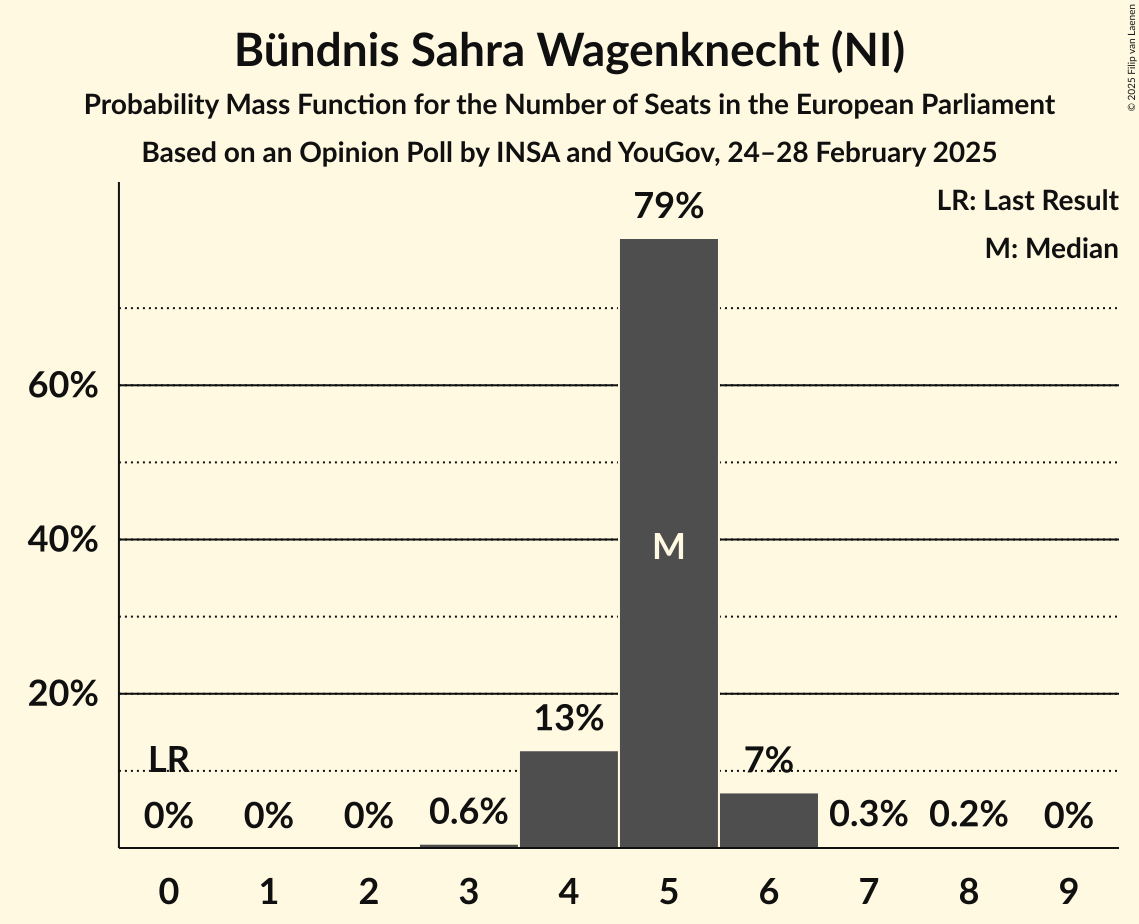 Bündnis Sahra Wagenknecht (NI)
Probability Mass Function for the Number of Seats in the European Parliament
Based on an Opinion Poll by INSA and YouGov, 24–28 February 2025
© 2025 Filip van Laenen
LR: Last Result
M: Median
79%
60%
40%
M
20%
13%
LR
7%
0% 0% 0% 0.6% 0.3% 0.2% 0%
0 1 2 3 4 5 6 7 8 9